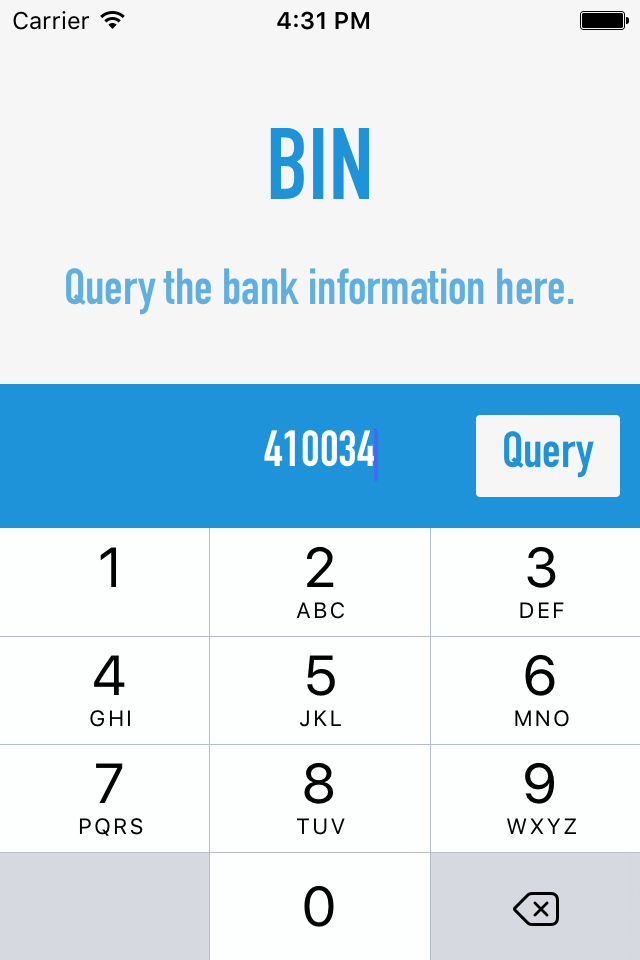 Carrier 4:31 PM
BIN
Query the bank information here.
410034 Query
1 2 3
ABC DEF
4 5 6
GHI JKL MNO
7 8 9
PQRS TUV WXYZ
0